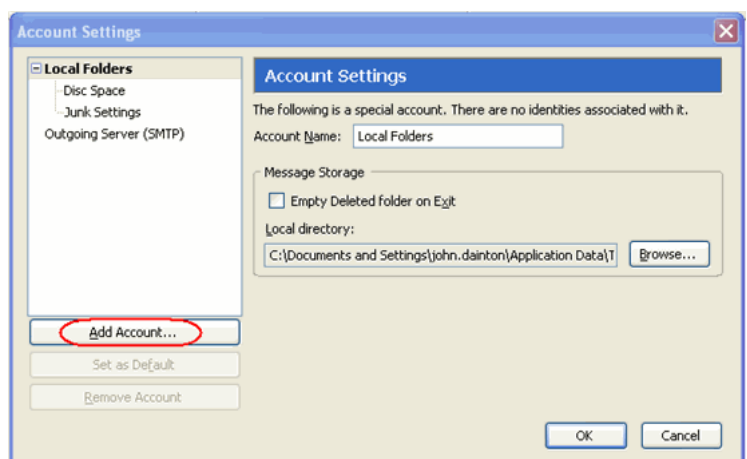 Account Settings
Local Folders
Disc Space
Junk Settings
Outgoing Server (SMTP)
Add Account...
Set as Default
Remove Account
Account Settings
The following is a special account. There are no identities associated with it.
Account Name: Local Folders
Message Storage
Empty Deleted folder on Exit
Local directory:
C:\Documents and Settings\john.dainton\Application Data\T Browse...
OK Cancel